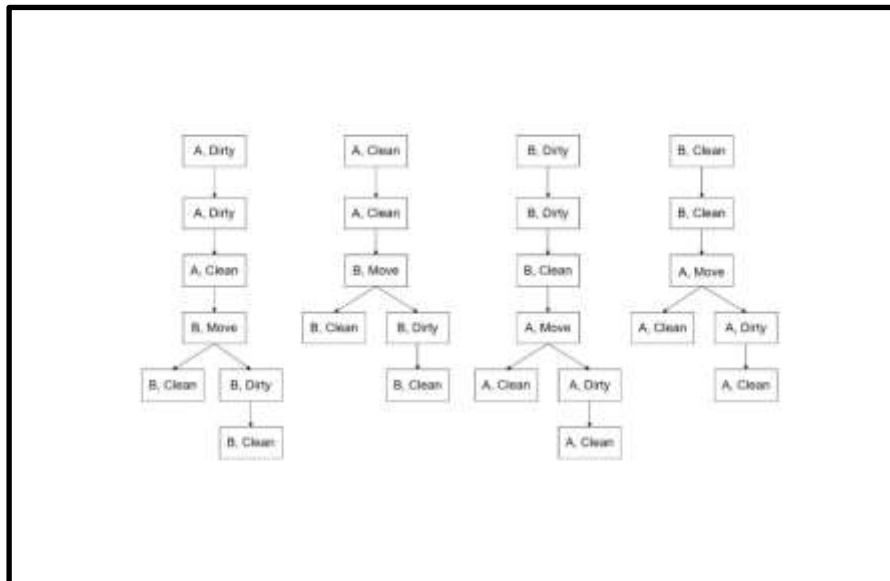 A, Dirty
A, Dirty
A, Clean
B, Move
B, Clean
B, Dirty
B, Clean
A, Clean
A, Clean
B, Move
B, Clean
B, Dirty
B, Clean
B, Dirty
B, Dirty
B, Clean
A, Move
A, Clean
A, Dirty
A, Clean
B, Clean
B, Clean
A, Move
A, Clean
A, Dirty
A, Clean